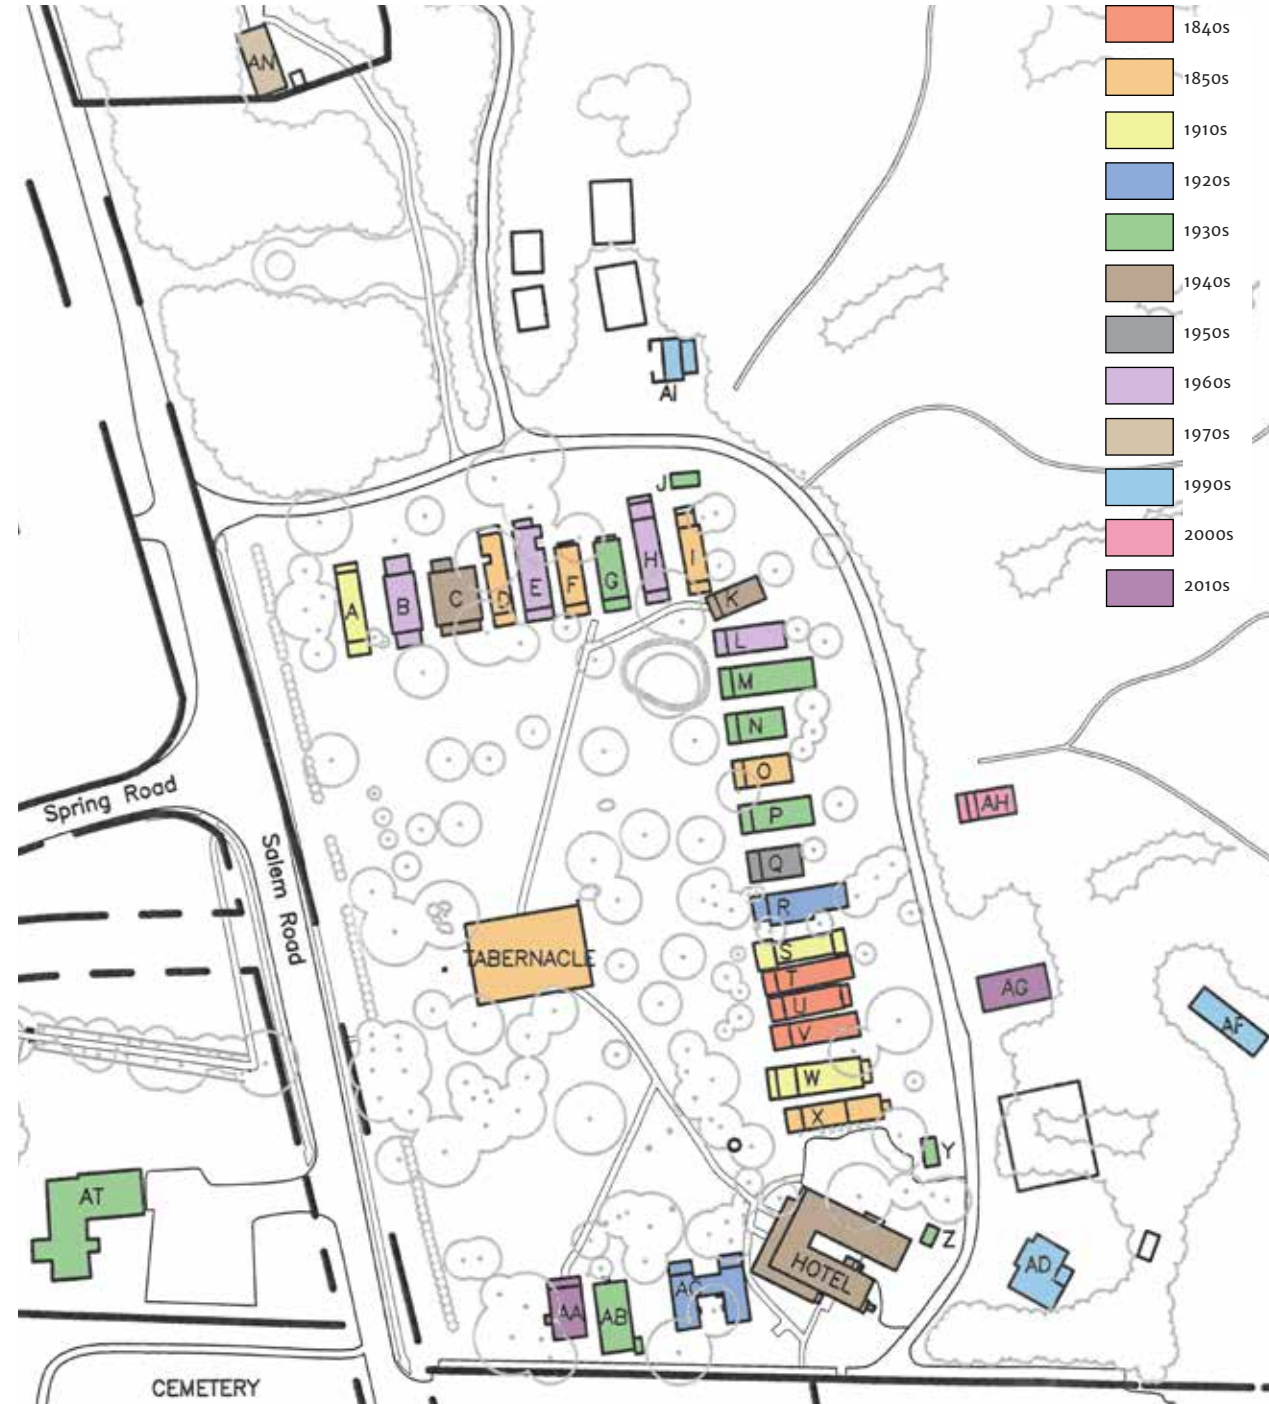 1840s
1850s
1910s
1920s
1930s
1940s
1950s
1960s
1970s
1990s
2000s
2010s
AN
AI
J
A
B
C
D
E
F
G
H
I
K
L
M
N
O
P
Q
R
S
T
U
V
W
X
Y
Z
Spring Road
Salem Road
TABERNACLE
AH
AG
AF
AD
HOTEL
AT
AA
AB
AC
CEMETERY